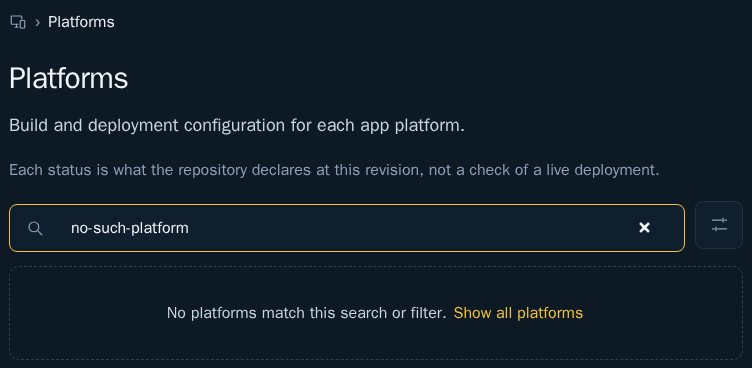 › Platforms
Platforms
Build and deployment configuration for each app platform.
Each status is what the repository declares at this revision, not a check of a live deployment.
no-such-platform
No platforms match this search or filter. Show all platforms